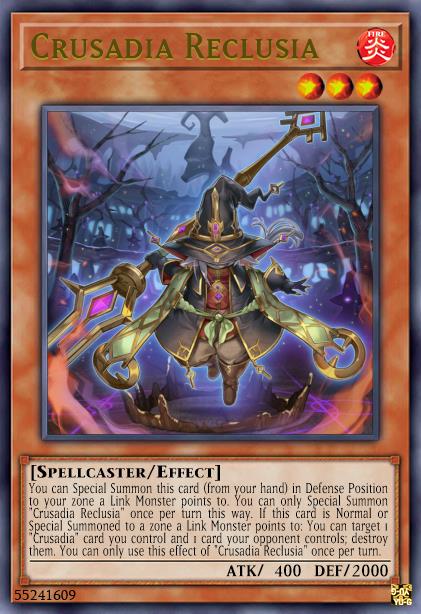 CRUSADIA RECLUSIA
FIRE
炎
[SPELLCASTER/EFFECT]
You can Special Summon this card (from your hand) in Defense Position
to your zone a Link Monster points to. You can only Special Summon
"Crusadia Reclusia" once per turn this way. If this card is Normal or
Special Summoned to a zone a Link Monster points to: You can target 1
"Crusadia" card you control and 1 card your opponent controls; destroy
them. You can only use this effect of "Crusadia Reclusia" once per turn.
ATK/ 400 DEF/2000
55241609